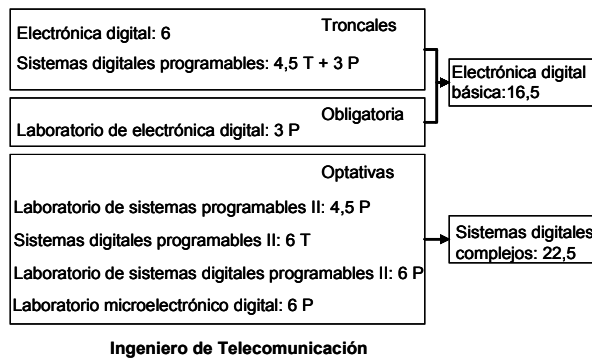 Troncales
Electrónica digital: 6
Sistemas digitales programables: 4,5 T + 3 P
Obligatoria
Laboratorio de electrónica digital: 3 P
Electrónica digital
básica:16,5
Optativas
Laboratorio de sistemas programables II: 4,5 P
Sistemas digitales programables II: 6 T
Laboratorio de sistemas digitales programables II: 6 P
Laboratorio microelectrónico digital: 6 P
Sistemas digitales
complejos: 22,5
Ingeniero de Telecomunicación